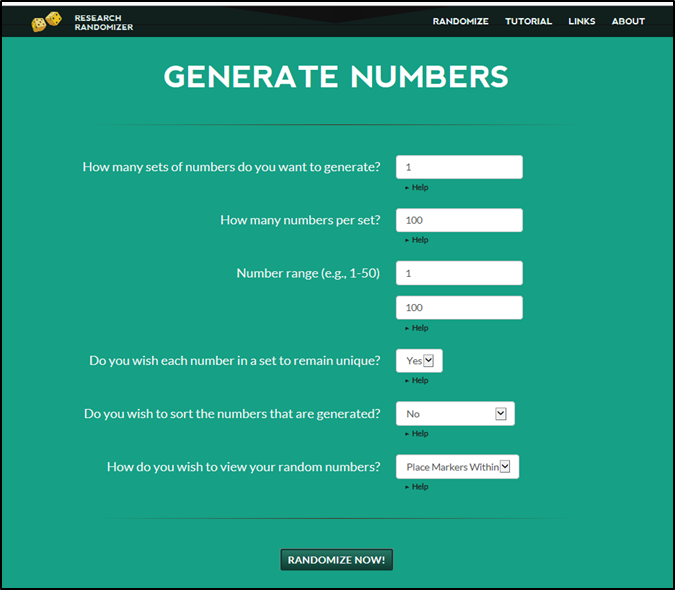 RESEARCH
RANDOMIZER
RANDOMIZE TUTORIAL LINKS ABOUT
GENERATE NUMBERS
How many sets of numbers do you want to generate? 1
▸ Help
How many numbers per set? 100
▸ Help
Number range (e.g., 1-50) 1
100
▸ Help
Do you wish each number in a set to remain unique? Yes
▸ Help
Do you wish to sort the numbers that are generated? No
▸ Help
How do you wish to view your random numbers? Place Markers Within
▸ Help
RANDOMIZE NOW!